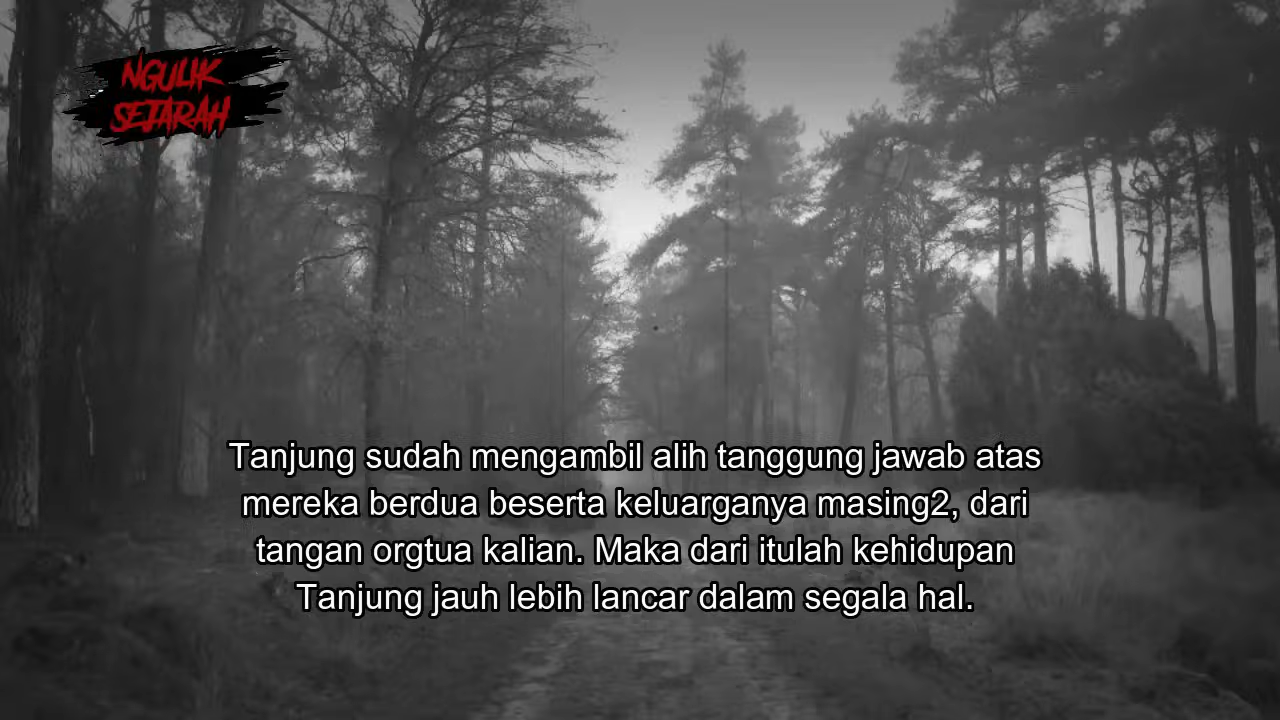 NGULIK
SEJARAH
Tanjung sudah mengambil alih tanggung jawab atas
mereka berdua beserta keluarganya masing2, dari
tangan orgtua kalian. Maka dari itulah kehidupan
Tanjung jauh lebih lancar dalam segala hal.